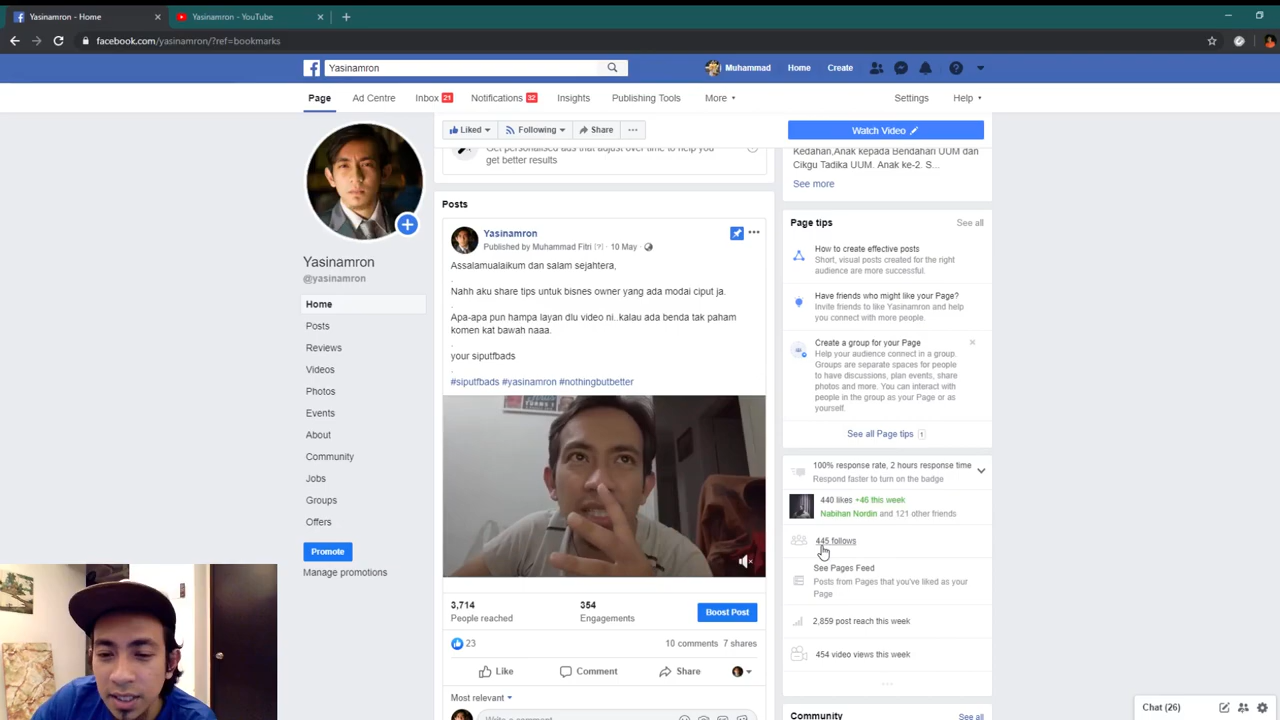 Yasinamron - Home
Yasinamron - YouTube
facebook.com/yasinamron/?ref=bookmarks
Yasinamron
Muhammad
Home
Create
Page
Ad Centre
Inbox 21
Notifications 32
Insights
Publishing Tools
More
Settings
Help
Liked
Following
Share
Watch Video
Get personalised ads that adjust over time to help you
get better results
Yasinamron
@yasinamron
Home
Posts
Reviews
Videos
Photos
Events
About
Community
Jobs
Groups
Offers
Promote
Manage promotions
Posts
Yasinamron
Published by Muhammad Fitri [?] · 10 May ·
Assalamualaikum dan salam sejahtera,
.
Nahh aku share tips untuk bisnes owner yang ada modai ciput ja.
.
Apa-apa pun hampa layan dlu video ni..kalau ada benda tak paham
komen kat bawah naaa.
.
your siputfbads
.
#siputfbads #yasinamron #nothingbutbetter
3,714
People reached
354
Engagements
Boost Post
23
10 comments 7 shares
Like
Comment
Share
Most relevant
Write a comment...
Kedahan,Anak kepada Bendahari UUM dan
Cikgu Tadika UUM. Anak ke-2. S...
See more
Page tips
See all
How to create effective posts
Short, visual posts created for the right
audience are more successful.
Have friends who might like your Page?
Invite friends to like Yasinamron and help
you connect with more people.
Create a group for your Page
Help your audience connect in a group.
Groups are separate spaces for people
to have discussions, plan events, share
photos and more. You can interact with
people in the group as your Page or as
yourself.
See all Page tips 1
100% response rate, 2 hours response time
Respond faster to turn on the badge
440 likes +46 this week
Nabihan Nordin and 121 other friends
445 follows
See Pages Feed
Posts from Pages that you've liked as your
Page
2,859 post reach this week
454 video views this week
Community
See all
Chat (26)